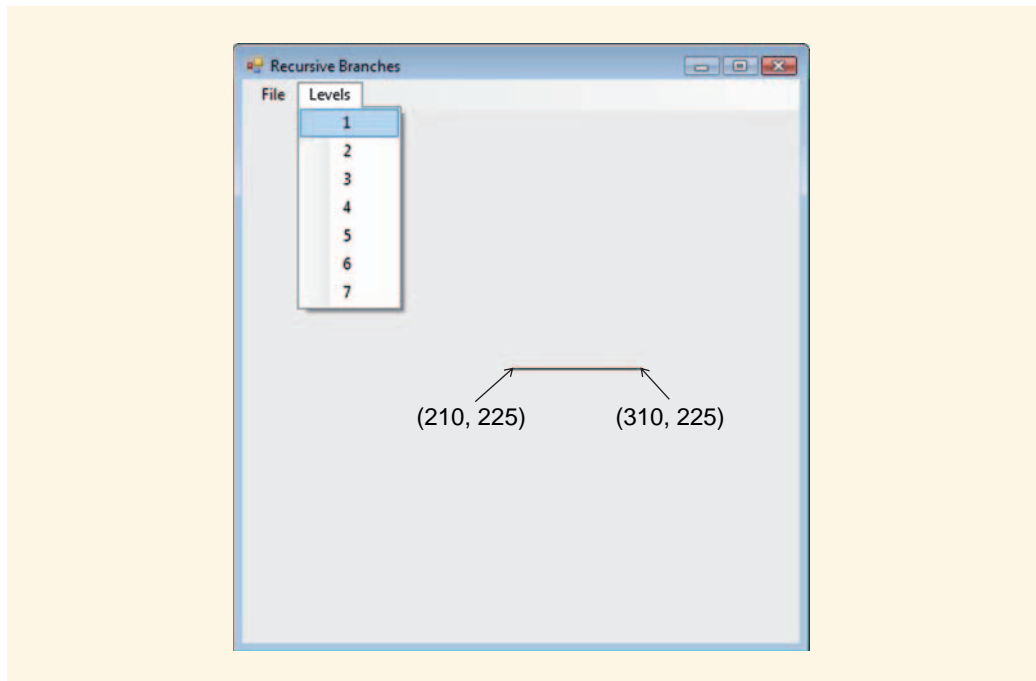 Recursive Branches
File Levels
1
2
3
4
5
6
7
(210, 225) (310, 225)